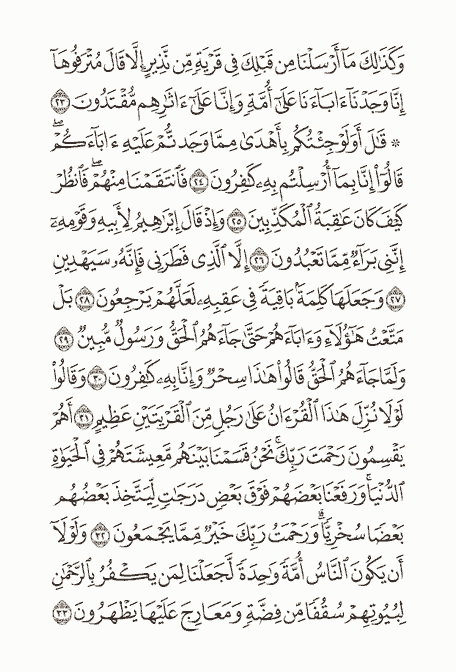 وَكَذَٰلِكَ مَآ أَرۡسَلۡنَا مِن قَبۡلِكَ فِي قَرۡيَةٖ مِّن نَّذِيرٍ إِلَّا قَالَ مُتۡرَفُوهَآ
إِنَّا وَجَدۡنَآ ءَابَآءَنَا عَلَىٰٓ أُمَّةٖ وَإِنَّا عَلَىٰٓ ءَاثَٰرِهِم مُّقۡتَدُونَ ٢٣
۞ قَٰلَ أَوَلَوۡ جِئۡتُكُم بِأَهۡدَىٰ مِمَّا وَجَدتُّمۡ عَلَيۡهِ ءَابَآءَكُمۡۖ
قَالُوٓاْ إِنَّا بِمَآ أُرۡسِلۡتُم بِهِۦ كَٰفِرُونَ ٢٤ فَٱنتَقَمۡنَا مِنۡهُمۡۖ فَٱنظُرۡ
كَيۡفَ كَانَ عَٰقِبَةُ ٱلۡمُكَذِّبِينَ ٢٥ وَإِذۡ قَالَ إِبۡرَٰهِيمُ لِأَبِيهِ وَقَوۡمِهِۦٓ
إِنَّنِي بَرَآءٞ مِّمَّا تَعۡبُدُونَ ٢٦ إِلَّا ٱلَّذِي فَطَرَنِي فَإِنَّهُۥ سَيَهۡدِينِ
٢٧ وَجَعَلَهَا كَلِمَةَۢ بَاقِيَةٗ فِي عَقِبِهِۦ لَعَلَّهُمۡ يَرۡجِعُونَ ٢٨ بَلۡ
مَتَّعۡتُ هَٰٓؤُلَآءِ وَءَابَآءَهُمۡ حَتَّىٰ جَآءَهُمُ ٱلۡحَقُّ وَرَسُولٞ مُّبِينٞ ٢٩
وَلَمَّا جَآءَهُمُ ٱلۡحَقُّ قَالُواْ هَٰذَا سِحۡرٞ وَإِنَّا بِهِۦ كَٰفِرُونَ ٣٠ وَقَالُواْ
لَوۡلَا نُزِّلَ هَٰذَا ٱلۡقُرۡءَانُ عَلَىٰ رَجُلٖ مِّنَ ٱلۡقَرۡيَتَيۡنِ عَظِيمٍ ٣١ أَهُمۡ
يَقۡسِمُونَ رَحۡمَتَ رَبِّكَۚ نَحۡنُ قَسَمۡنَا بَيۡنَهُم مَّعِيشَتَهُمۡ فِي ٱلۡحَيَوٰةِ
ٱلدُّنۡيَاۚ وَرَفَعۡنَا بَعۡضَهُمۡ فَوۡقَ بَعۡضٖ دَرَجَٰتٖ لِّيَتَّخِذَ بَعۡضُهُم
بَعۡضٗا سُخۡرِيّٗاۗ وَرَحۡمَتُ رَبِّكَ خَيۡرٞ مِّمَّا يَجۡمَعُونَ ٣٢ وَلَوۡلَآ
أَن يَكُونَ ٱلنَّاسُ أُمَّةٗ وَٰحِدَةٗ لَّجَعَلۡنَا لِمَن يَكۡفُرُ بِٱلرَّحۡمَٰنِ
لِبُيُوتِهِمۡ سُقُفٗا مِّن فِضَّةٖ وَمَعَارِجَ عَلَيۡهَا يَظۡهَرُونَ ٣٣